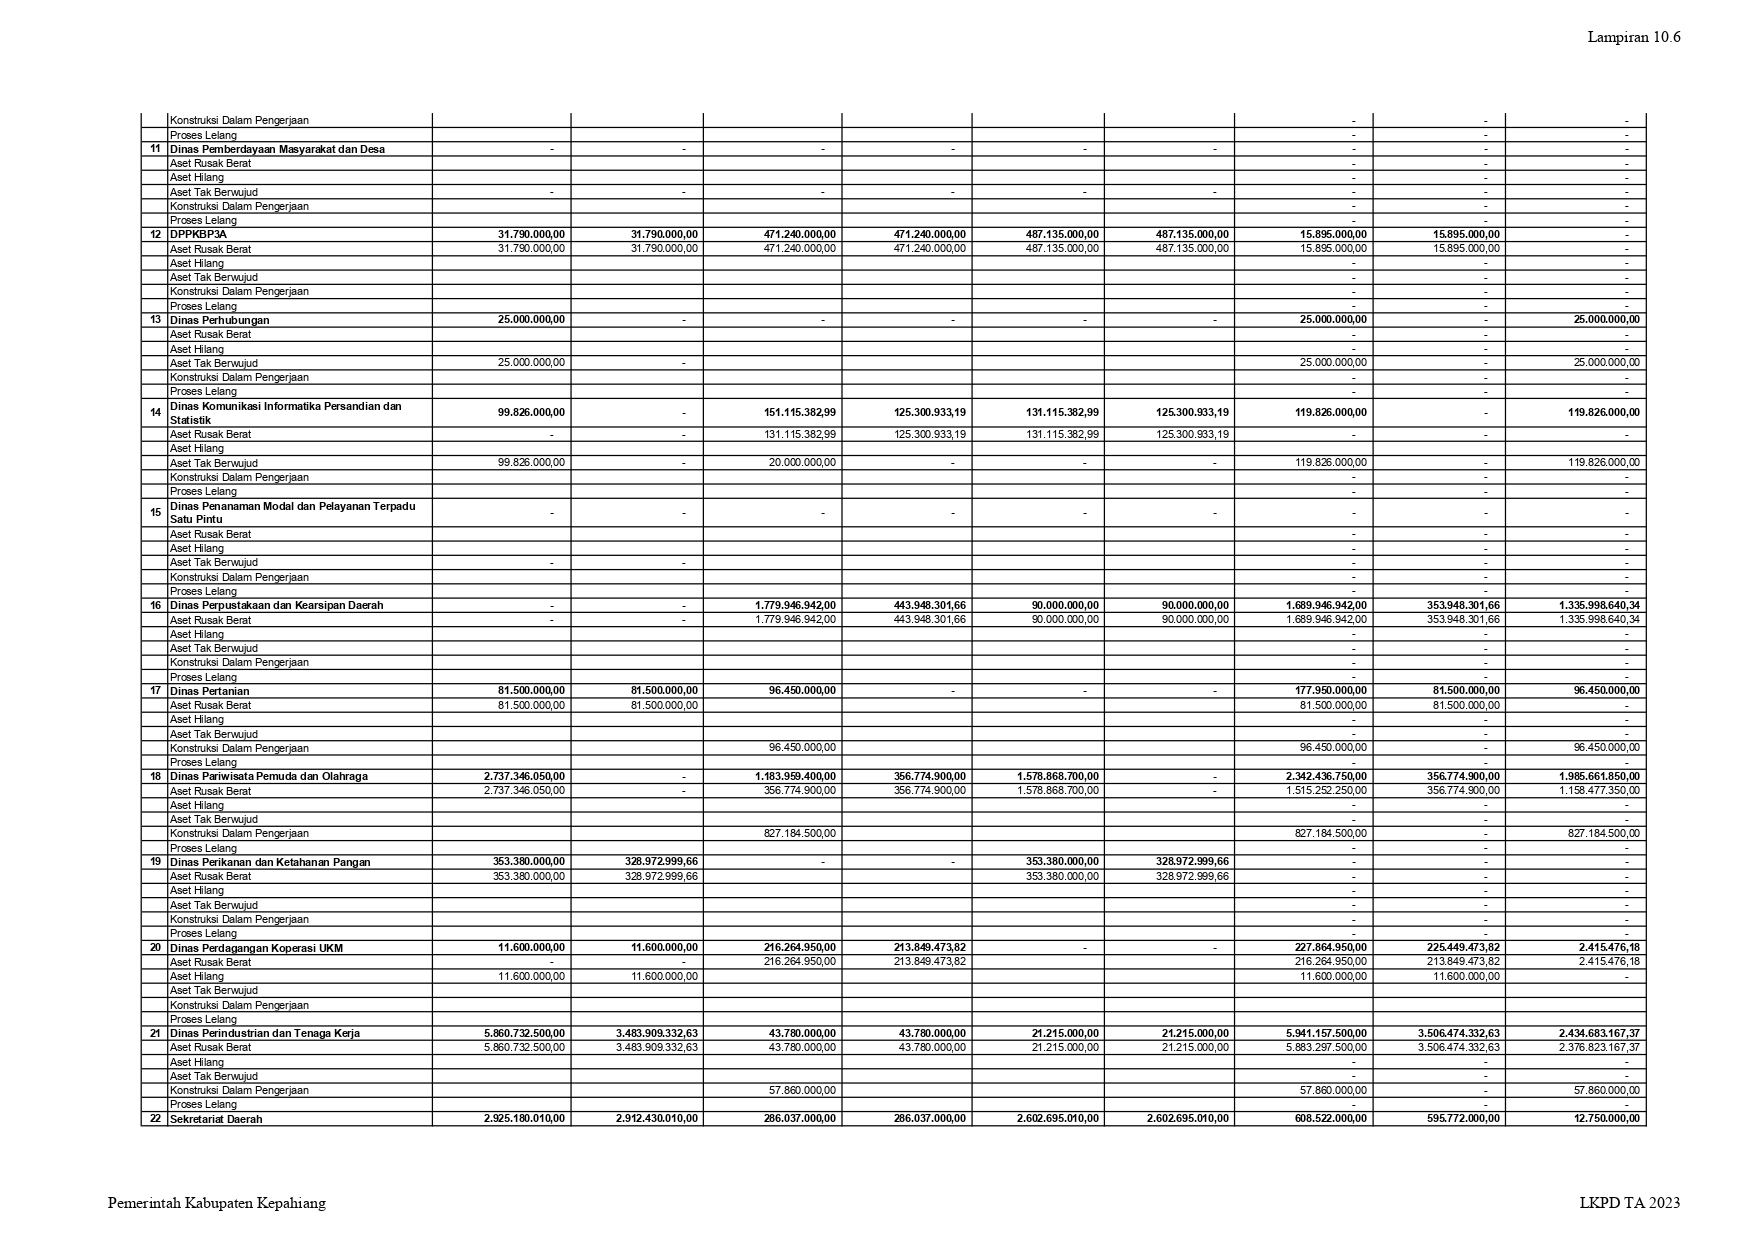 Lampiran 10.6
Konstruksi Dalam Pengerjaan - - -
Proses Lelang - - -
11 Dinas Pemberdayaan Masyarakat dan Desa - - - - - - - - -
Aset Rusak Berat - - -
Aset Hilang - - -
Aset Tak Berwujud - - - - - - - - -
Konstruksi Dalam Pengerjaan - - -
Proses Lelang - - -
12 DPPKBP3A 31.790.000,00 31.790.000,00 471.240.000,00 471.240.000,00 487.135.000,00 487.135.000,00 15.895.000,00 15.895.000,00 -
Aset Rusak Berat 31.790.000,00 31.790.000,00 471.240.000,00 471.240.000,00 487.135.000,00 487.135.000,00 15.895.000,00 15.895.000,00 -
Aset Hilang - - -
Aset Tak Berwujud - - -
Konstruksi Dalam Pengerjaan - - -
Proses Lelang - - -
13 Dinas Perhubungan 25.000.000,00 - - - - - 25.000.000,00 - 25.000.000,00
Aset Rusak Berat - - -
Aset Hilang - - -
Aset Tak Berwujud 25.000.000,00 - 25.000.000,00 - 25.000.000,00
Konstruksi Dalam Pengerjaan - - -
Proses Lelang - - -
14 Dinas Komunikasi Informatika Persandian dan
Statistik 99.826.000,00 - 151.115.382,99 125.300.933,19 131.115.382,99 125.300.933,19 119.826.000,00 - 119.826.000,00
Aset Rusak Berat - - 131.115.382,99 125.300.933,19 131.115.382,99 125.300.933,19 - - -
Aset Hilang - - -
Aset Tak Berwujud 99.826.000,00 - 20.000.000,00 - - - 119.826.000,00 - 119.826.000,00
Konstruksi Dalam Pengerjaan - - -
Proses Lelang - - -
15 Dinas Penanaman Modal dan Pelayanan Terpadu
Satu Pintu - - - - - - - - -
Aset Rusak Berat - - -
Aset Hilang - - -
Aset Tak Berwujud - - - - -
Konstruksi Dalam Pengerjaan - - -
Proses Lelang - - -
16 Dinas Perpustakaan dan Kearsipan Daerah - - 1.779.946.942,00 443.948.301,66 90.000.000,00 90.000.000,00 1.689.946.942,00 353.948.301,66 1.335.998.640,34
Aset Rusak Berat - - 1.779.946.942,00 443.948.301,66 90.000.000,00 90.000.000,00 1.689.946.942,00 353.948.301,66 1.335.998.640,34
Aset Hilang - - -
Aset Tak Berwujud - - -
Konstruksi Dalam Pengerjaan - - -
Proses Lelang - - -
17 Dinas Pertanian 81.500.000,00 81.500.000,00 96.450.000,00 - - - 177.950.000,00 81.500.000,00 96.450.000,00
Aset Rusak Berat 81.500.000,00 81.500.000,00 81.500.000,00 81.500.000,00 -
Aset Hilang - - -
Aset Tak Berwujud - - -
Konstruksi Dalam Pengerjaan 96.450.000,00 96.450.000,00 - 96.450.000,00
Proses Lelang - - -
18 Dinas Pariwisata Pemuda dan Olahraga 2.737.346.050,00 - 1.183.959.400,00 356.774.900,00 1.578.868.700,00 - 2.342.436.750,00 356.774.900,00 1.985.661.850,00
Aset Rusak Berat 2.737.346.050,00 - 356.774.900,00 356.774.900,00 1.578.868.700,00 - 1.515.252.250,00 356.774.900,00 1.158.477.350,00
Aset Hilang - - -
Aset Tak Berwujud - - -
Konstruksi Dalam Pengerjaan 827.184.500,00 827.184.500,00 - 827.184.500,00
Proses Lelang - - -
19 Dinas Perikanan dan Ketahanan Pangan 353.380.000,00 328.972.999,66 - - 353.380.000,00 328.972.999,66 - - -
Aset Rusak Berat 353.380.000,00 328.972.999,66 353.380.000,00 328.972.999,66 - - -
Aset Hilang - - -
Aset Tak Berwujud - - -
Konstruksi Dalam Pengerjaan - - -
Proses Lelang - - -
20 Dinas Perdagangan Koperasi UKM 11.600.000,00 11.600.000,00 216.264.950,00 213.849.473,82 - - 227.864.950,00 225.449.473,82 2.415.476,18
Aset Rusak Berat - - 216.264.950,00 213.849.473,82 216.264.950,00 213.849.473,82 2.415.476,18
Aset Hilang 11.600.000,00 11.600.000,00 11.600.000,00 11.600.000,00 -
Aset Tak Berwujud
Konstruksi Dalam Pengerjaan
Proses Lelang
21 Dinas Perindustrian dan Tenaga Kerja 5.860.732.500,00 3.483.909.332,63 43.780.000,00 43.780.000,00 21.215.000,00 21.215.000,00 5.941.157.500,00 3.506.474.332,63 2.434.683.167,37
Aset Rusak Berat 5.860.732.500,00 3.483.909.332,63 43.780.000,00 43.780.000,00 21.215.000,00 21.215.000,00 5.883.297.500,00 3.506.474.332,63 2.376.823.167,37
Aset Hilang - - -
Aset Tak Berwujud - - -
Konstruksi Dalam Pengerjaan 57.860.000,00 57.860.000,00 - 57.860.000,00
Proses Lelang - - -
22 Sekretariat Daerah 2.925.180.010,00 2.912.430.010,00 286.037.000,00 286.037.000,00 2.602.695.010,00 2.602.695.010,00 608.522.000,00 595.772.000,00 12.750.000,00
Pemerintah Kabupaten Kepahiang LKPD TA 2023